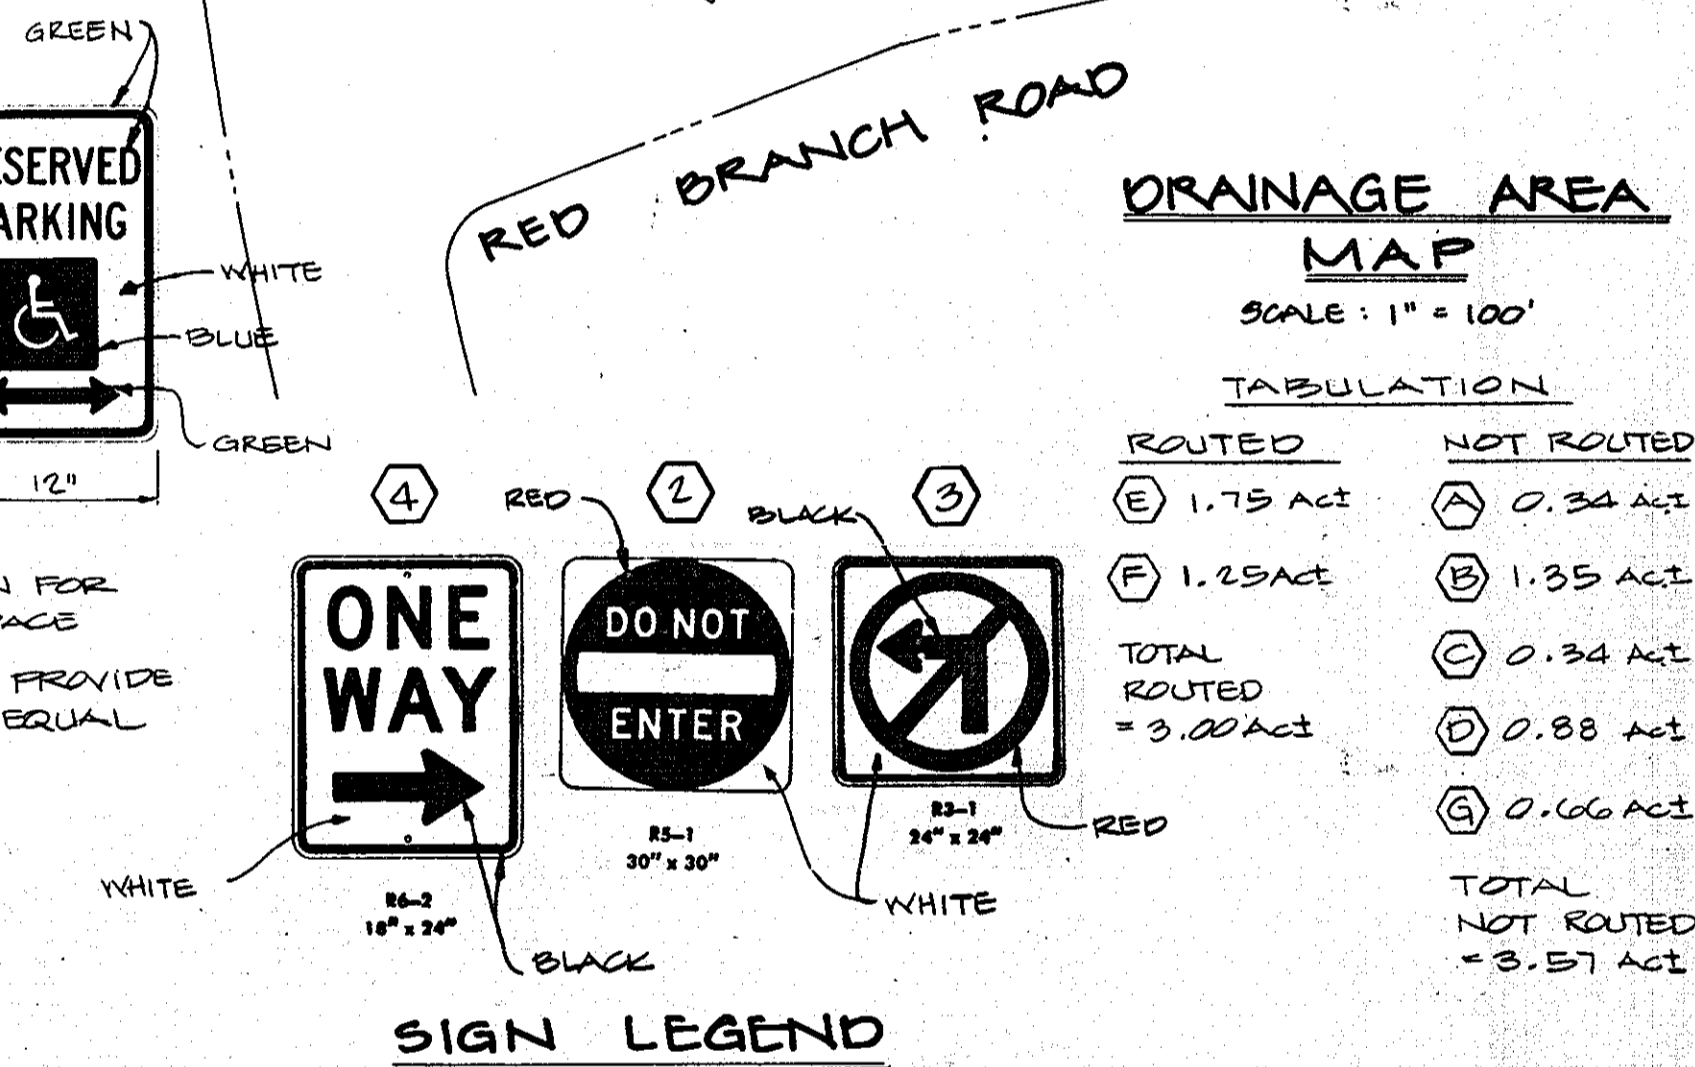 GREEN
ESERVED
ARKING
WHITE
BLUE
GREEN
12"
N FOR
PACE
PROVIDE
EQUAL
RED BRANCH ROAD
4
RED
2
BLACK
3
ONE
WAY
DO NOT
ENTER
R6-2
18" x 24"
R5-1
30" x 30"
R3-1
24" x 24"
RED
WHITE
WHITE
BLACK
SIGN LEGEND
DRAINAGE AREA
MAP
SCALE : 1" = 100'
TABULATION
ROUTED
E 1.75 Ac±
F 1.25 Ac±
TOTAL
ROUTED
= 3.00 Ac±
NOT ROUTED
A 0.34 Ac±
B 1.35 Ac±
C 0.34 Ac±
D 0.88 Ac±
G 0.66 Ac±
TOTAL
NOT ROUTED
= 3.57 Ac±